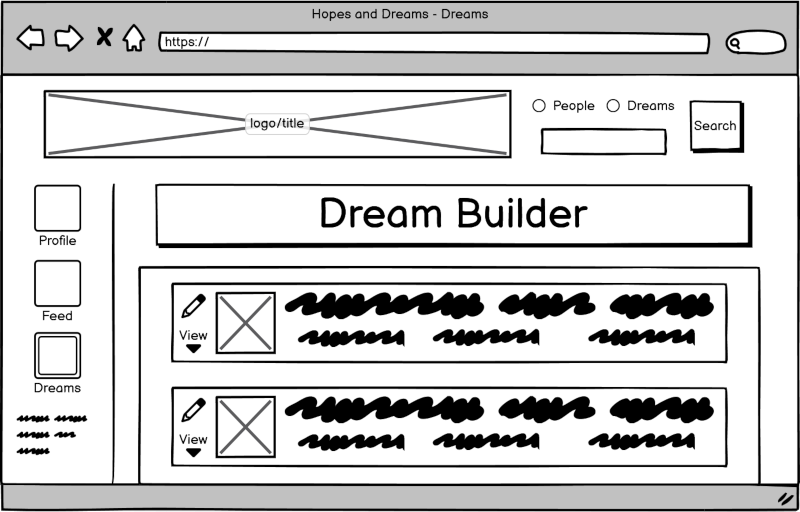 Hopes and Dreams - Dreams
https://
logo/title
People Dreams
Search
Profile
Dream Builder
Feed
View
Dreams
View